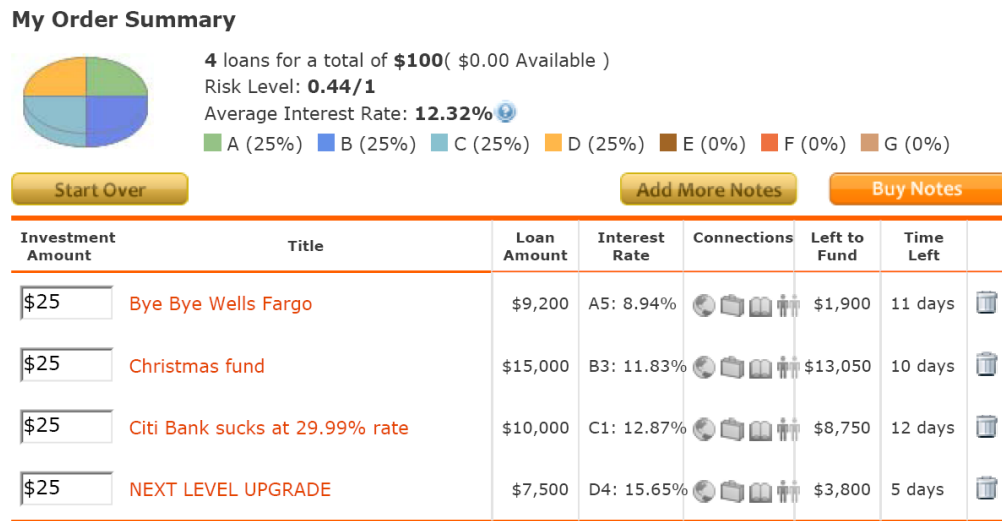 My Order Summary
4 loans for a total of $100( $0.00 Available )
Risk Level: 0.44/1
Average Interest Rate: 12.32% ?
A (25%) B (25%) C (25%) D (25%) E (0%) F (0%) G (0%)
Start Over Add More Notes Buy Notes
Investment Amount Title Loan Amount Interest Rate Connections Left to Fund Time Left
$25 Bye Bye Wells Fargo $9,200 A5: 8.94% $1,900 11 days
$25 Christmas fund $15,000 B3: 11.83% $13,050 10 days
$25 Citi Bank sucks at 29.99% rate $10,000 C1: 12.87% $8,750 12 days
$25 NEXT LEVEL UPGRADE $7,500 D4: 15.65% $3,800 5 days